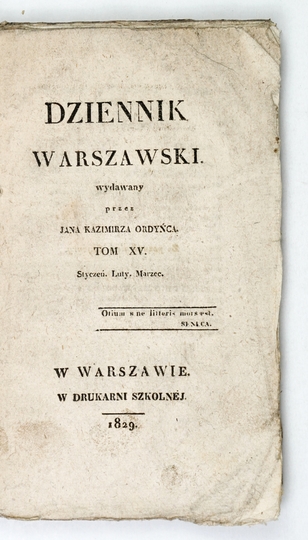 DZIENNIK
WARSZAWSKI.
wydawany
przez
JANA KAZIMIRZA ORDYŃCA.
TOM XV.
Styczeń. Luty. Marzec.
Otium s ne litteris mors est.
SENECA.
W WARSZAWIE.
W DRUKARNI SZKOLNÉJ.
1829.